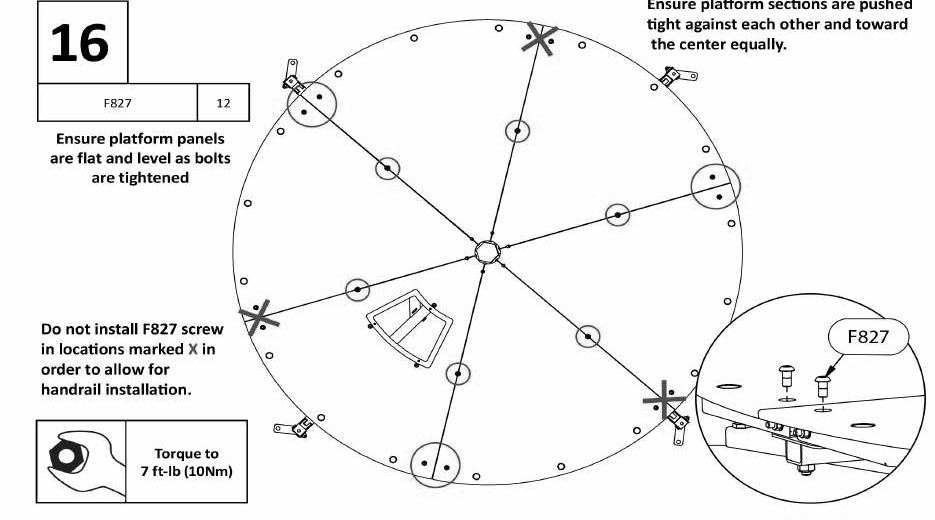 Ensure platform sections are pushed
tight against each other and toward
the center equally.
16
F827 12
Ensure platform panels
are flat and level as bolts
are tightened
Do not install F827 screw
in locations marked X in
order to allow for
handrail installation.
F827
Torque to
7 ft-lb (10Nm)